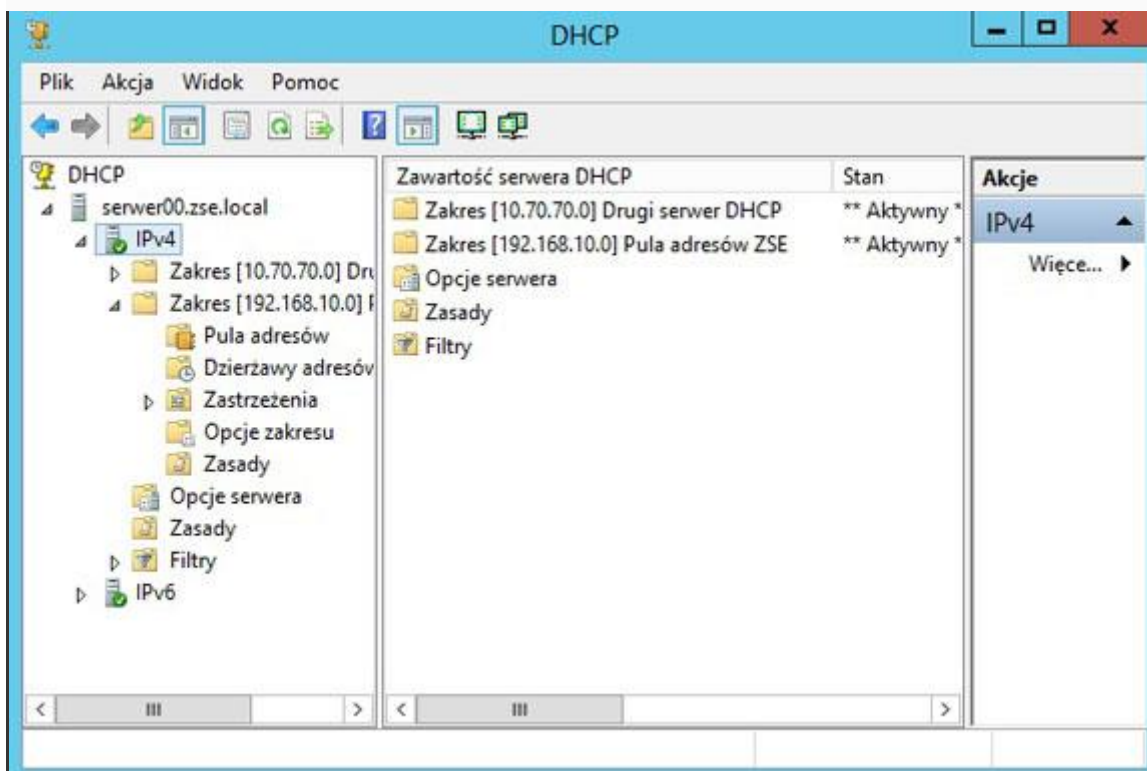 DHCP
Plik Akcja Widok Pomoc
DHCP
serwer00.zse.local
IPv4
Zakres [10.70.70.0] Dru
Zakres [192.168.10.0] P
Pula adresów
Dzierżawy adresów
Zastrzeżenia
Opcje zakresu
Zasady
Opcje serwera
Zasady
Filtry
IPv6
Zawartość serwera DHCP Stan
Zakres [10.70.70.0] Drugi serwer DHCP ** Aktywny *
Zakres [192.168.10.0] Pula adresów ZSE ** Aktywny *
Opcje serwera
Zasady
Filtry
Akcje
IPv4
Więce...